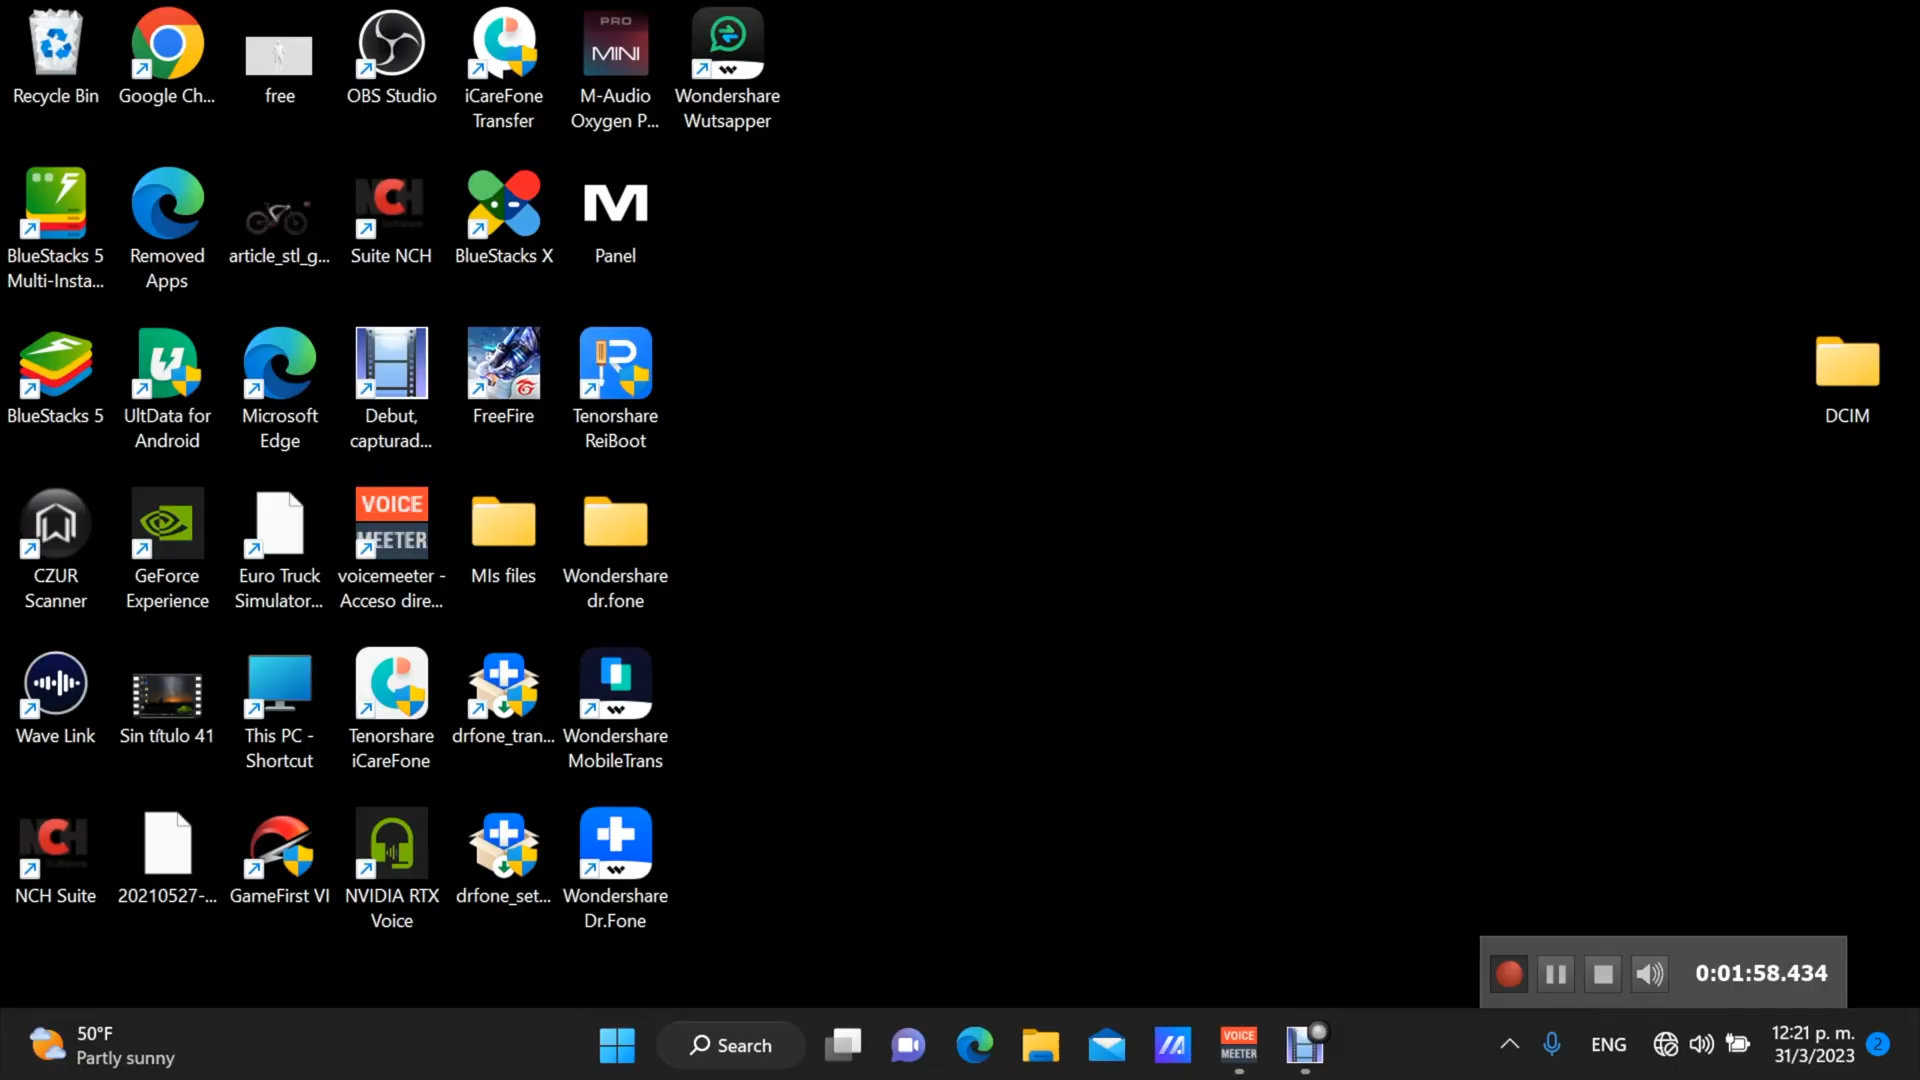 Recycle Bin
Google Ch...
free
OBS Studio
iCareFone
Transfer
PRO
MINI
M-Audio
Oxygen P...
Wondershare
Wutsapper
BlueStacks 5
Multi-Insta...
Removed
Apps
article_stl_g...
NCH
Suite NCH
BlueStacks X
M
Panel
BlueStacks 5
UltData for
Android
Microsoft
Edge
Debut,
capturad...
FreeFire
Tenorshare
ReiBoot
DCIM
CZUR
Scanner
GeForce
Experience
Euro Truck
Simulator...
VOICE
MEETER
voicemeeter -
Acceso dire...
MIs files
Wondershare
dr.fone
Wave Link
Sin título 41
This PC -
Shortcut
Tenorshare
iCareFone
drfone_tran...
Wondershare
MobileTrans
NCH
NCH Suite
20210527-...
GameFirst VI
NVIDIA RTX
Voice
drfone_set...
Wondershare
Dr.Fone
0:01:58.434
50°F
Partly sunny
Search
VOICE
MEETER
ENG
12:21 p. m.
31/3/2023
2